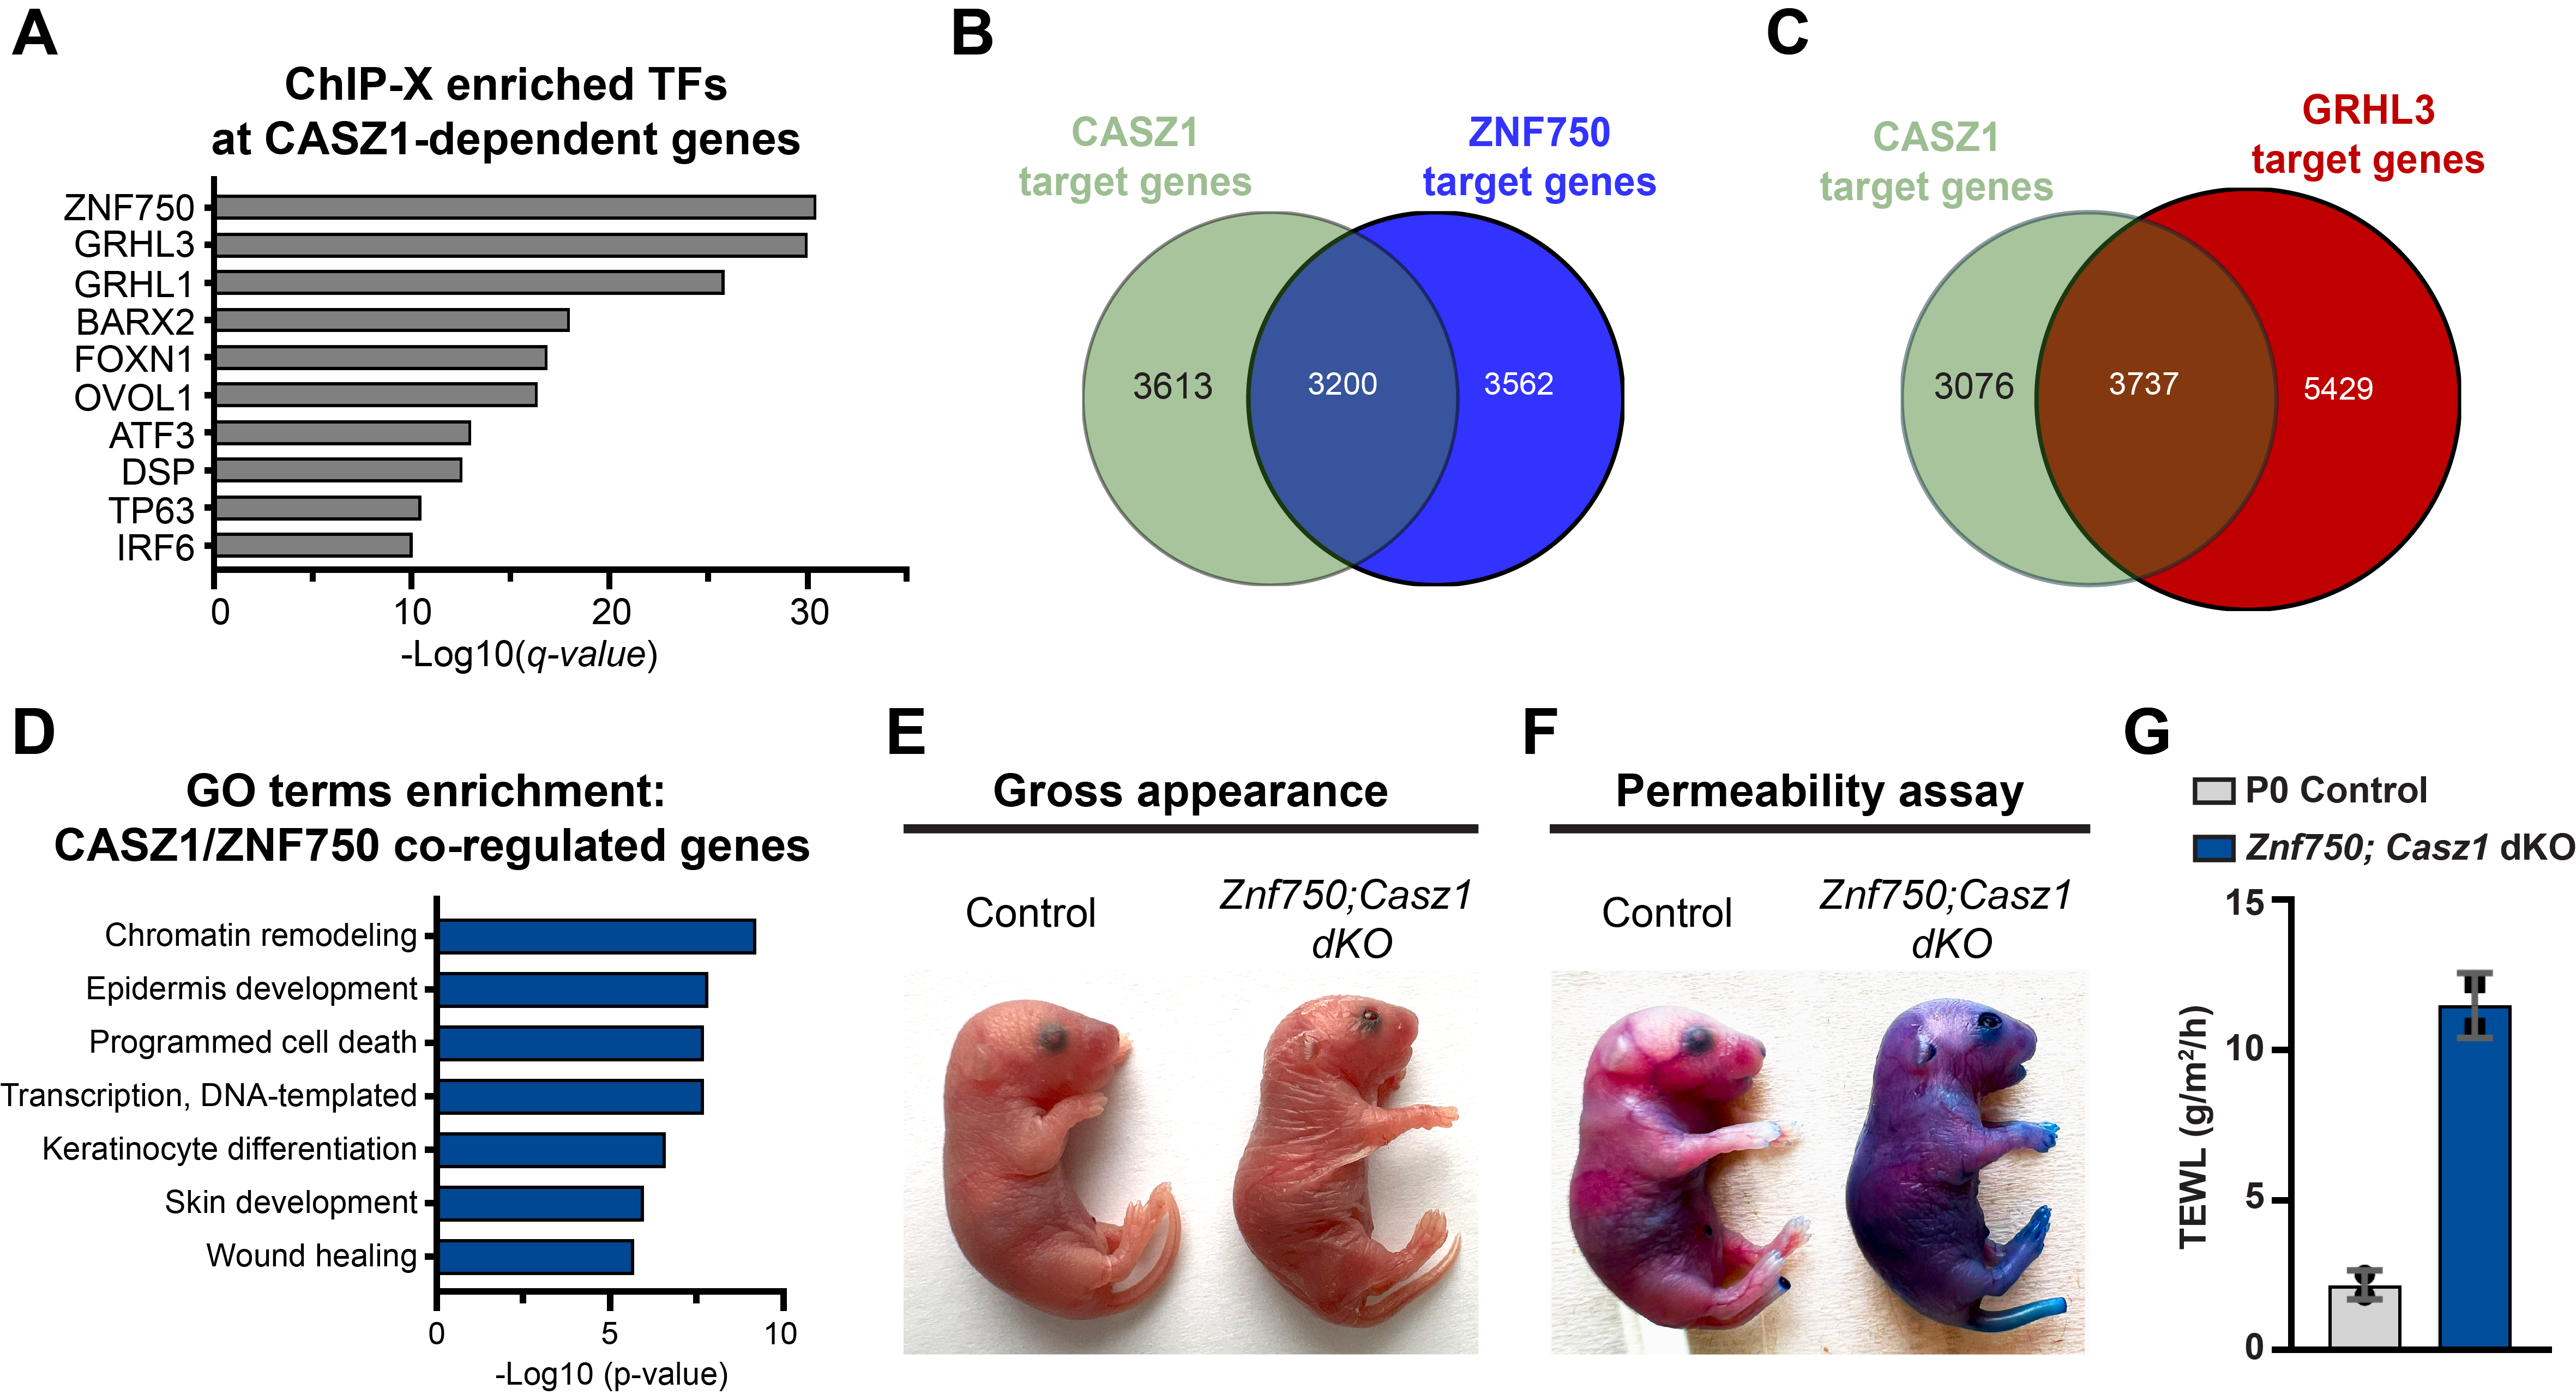 A
ChIP-X enriched TFs
at CASZ1-dependent genes
ZNF750
GRHL3
GRHL1
BARX2
FOXN1
OVOL1
ATF3
DSP
TP63
IRF6
0 10 20 30
-Log10(q-value)
B
CASZ1
target genes
ZNF750
target genes
3613 3200 3562
C
CASZ1
target genes
GRHL3
target genes
3076 3737 5429
D
GO terms enrichment:
CASZ1/ZNF750 co-regulated genes
Chromatin remodeling
Epidermis development
Programmed cell death
Transcription, DNA-templated
Keratinocyte differentiation
Skin development
Wound healing
0 5 10
-Log10 (p-value)
E
Gross appearance
Control
Znf750;Casz1
dKO
F
Permeability assay
Control
Znf750;Casz1
dKO
G
P0 Control
Znf750; Casz1 dKO
TEWL (g/m²/h)
15
10
5
0